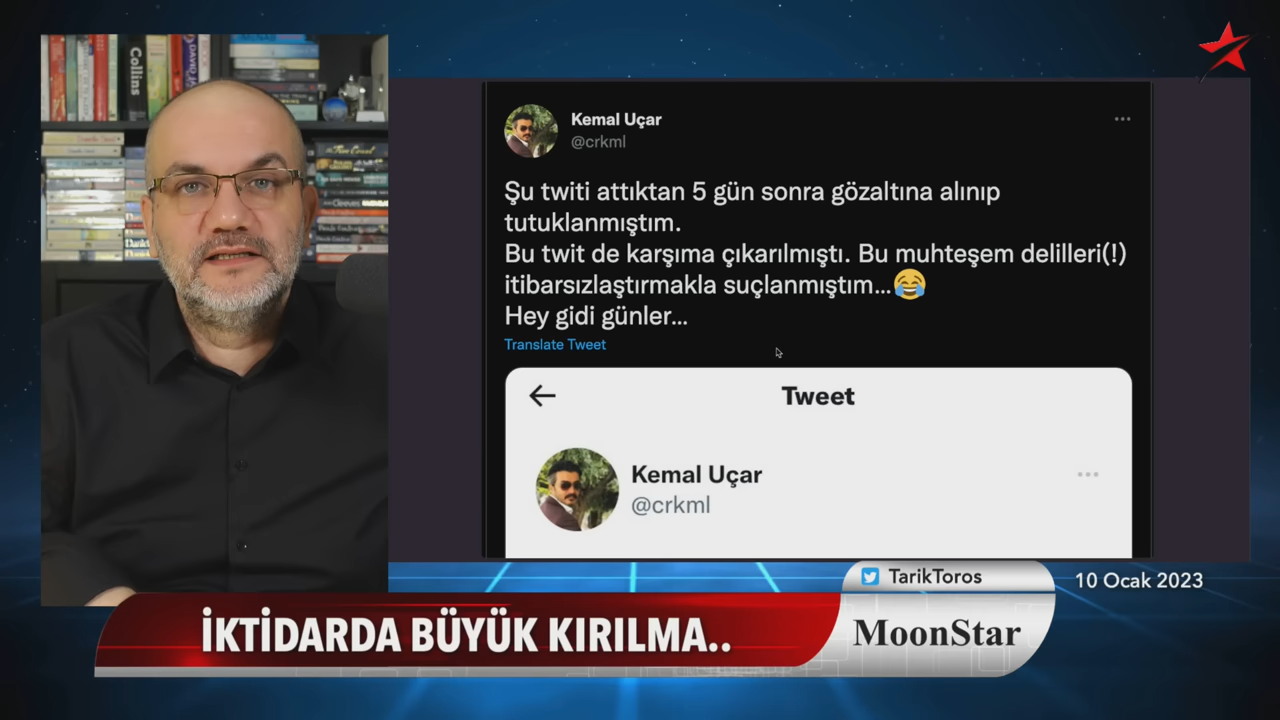 Collins
Kemal Uçar
@crkml
Şu twiti attıktan 5 gün sonra gözaltına alınıp
tutuklanmıştım.
Bu twit de karşıma çıkarılmıştı. Bu muhteşem delilleri(!)
itibarsızlaştırmakla suçlanmıştım...😂
Hey gidi günler...
Translate Tweet
Tweet
Kemal Uçar
@crkml
TarikToros
10 Ocak 2023
İKTİDARDA BÜYÜK KIRILMA..
MoonStar